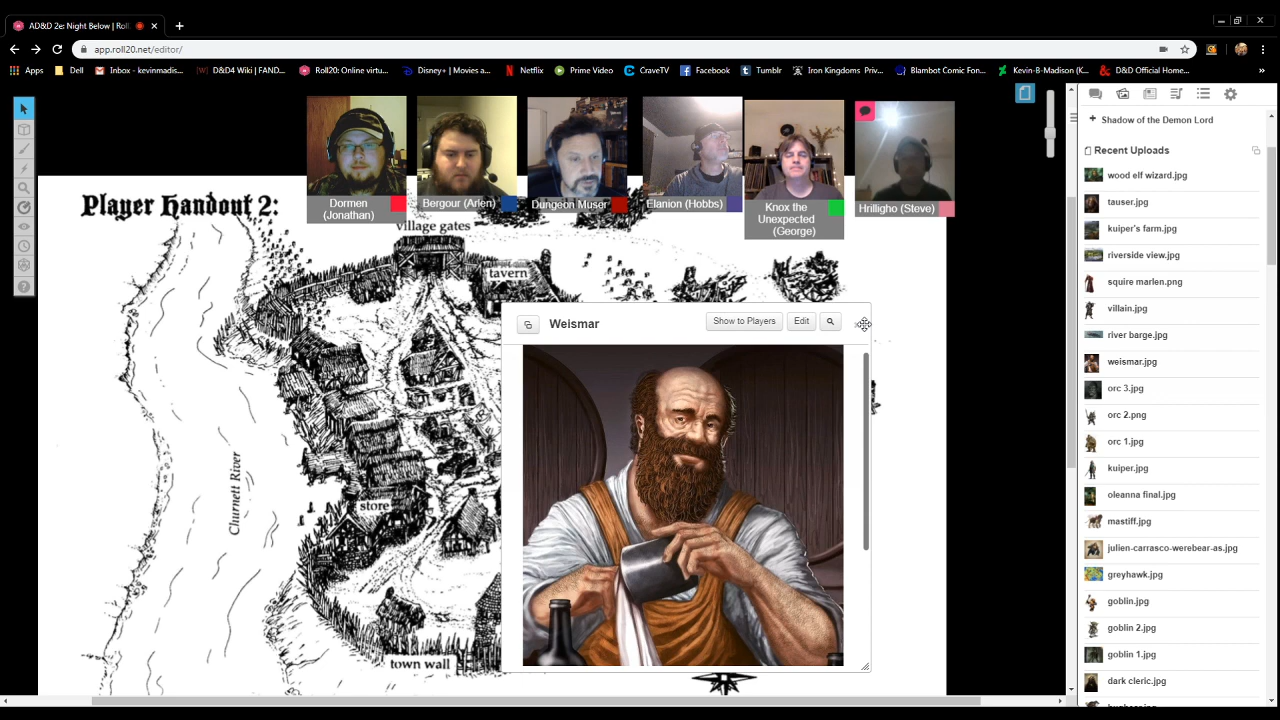 AD&D 2e: Night Below | Roll
app.roll20.net/editor/
Apps
Dell
Inbox - kevinmadis...
D&D4 Wiki | FAND...
Roll20: Online virtu...
Disney+ | Movies a...
Netflix
Prime Video
CraveTV
Facebook
Tumblr
Iron Kingdoms Priv...
Blambot Comic Fon...
Kevin-B-Madison (K...
D&D Official Home...
»
Dormen
(Jonathan)
Bergour (Arlen)
Dungeon Muser
Elanion (Hobbs)
Knox the
Unexpected
(George)
Hrilligho (Steve)
Player Handout 2:
village gates
tavern
Churnett River
store
town wall
Weismar
Show to Players
Edit
Shadow of the Demon Lord
Recent Uploads
wood elf wizard.jpg
tauser.jpg
kuiper's farm.jpg
riverside view.jpg
squire marlen.png
villain.jpg
river barge.jpg
weismar.jpg
orc 3.jpg
orc 2.png
orc 1.jpg
kuiper.jpg
oleanna final.jpg
mastiff.jpg
julien-carrasco-werebear-as.jpg
greyhawk.jpg
goblin.jpg
goblin 2.jpg
goblin 1.jpg
dark cleric.jpg